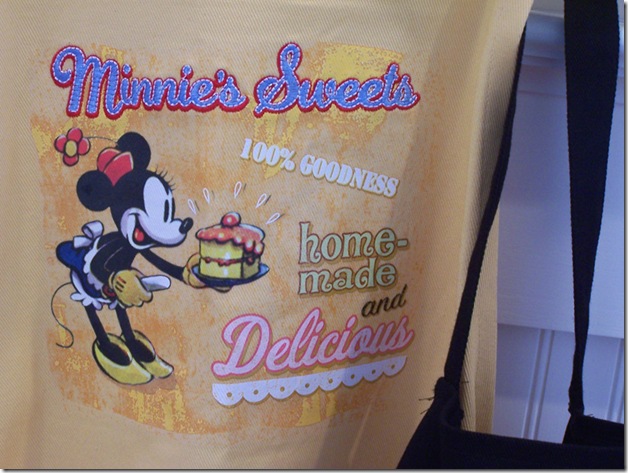 Minnie's Sweets
100% GOODNESS
home-
made
and
Delicious